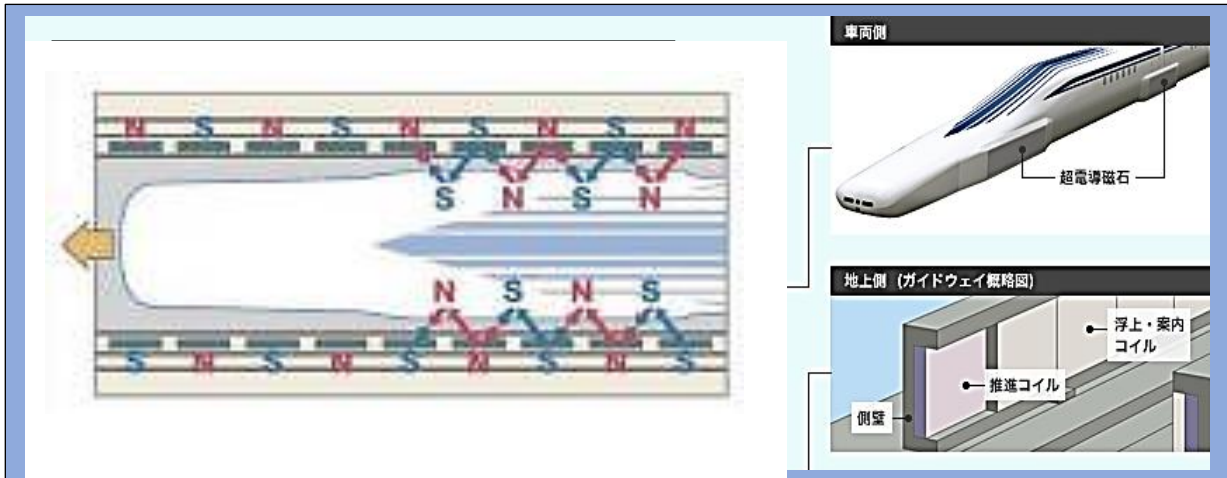 N S N S N S N S N
S N S N
N S N S
S N S N S N S N S
車両側
超電導磁石
地上側 (ガイドウェイ概略図)
浮上・案内
コイル
推進コイル
側壁